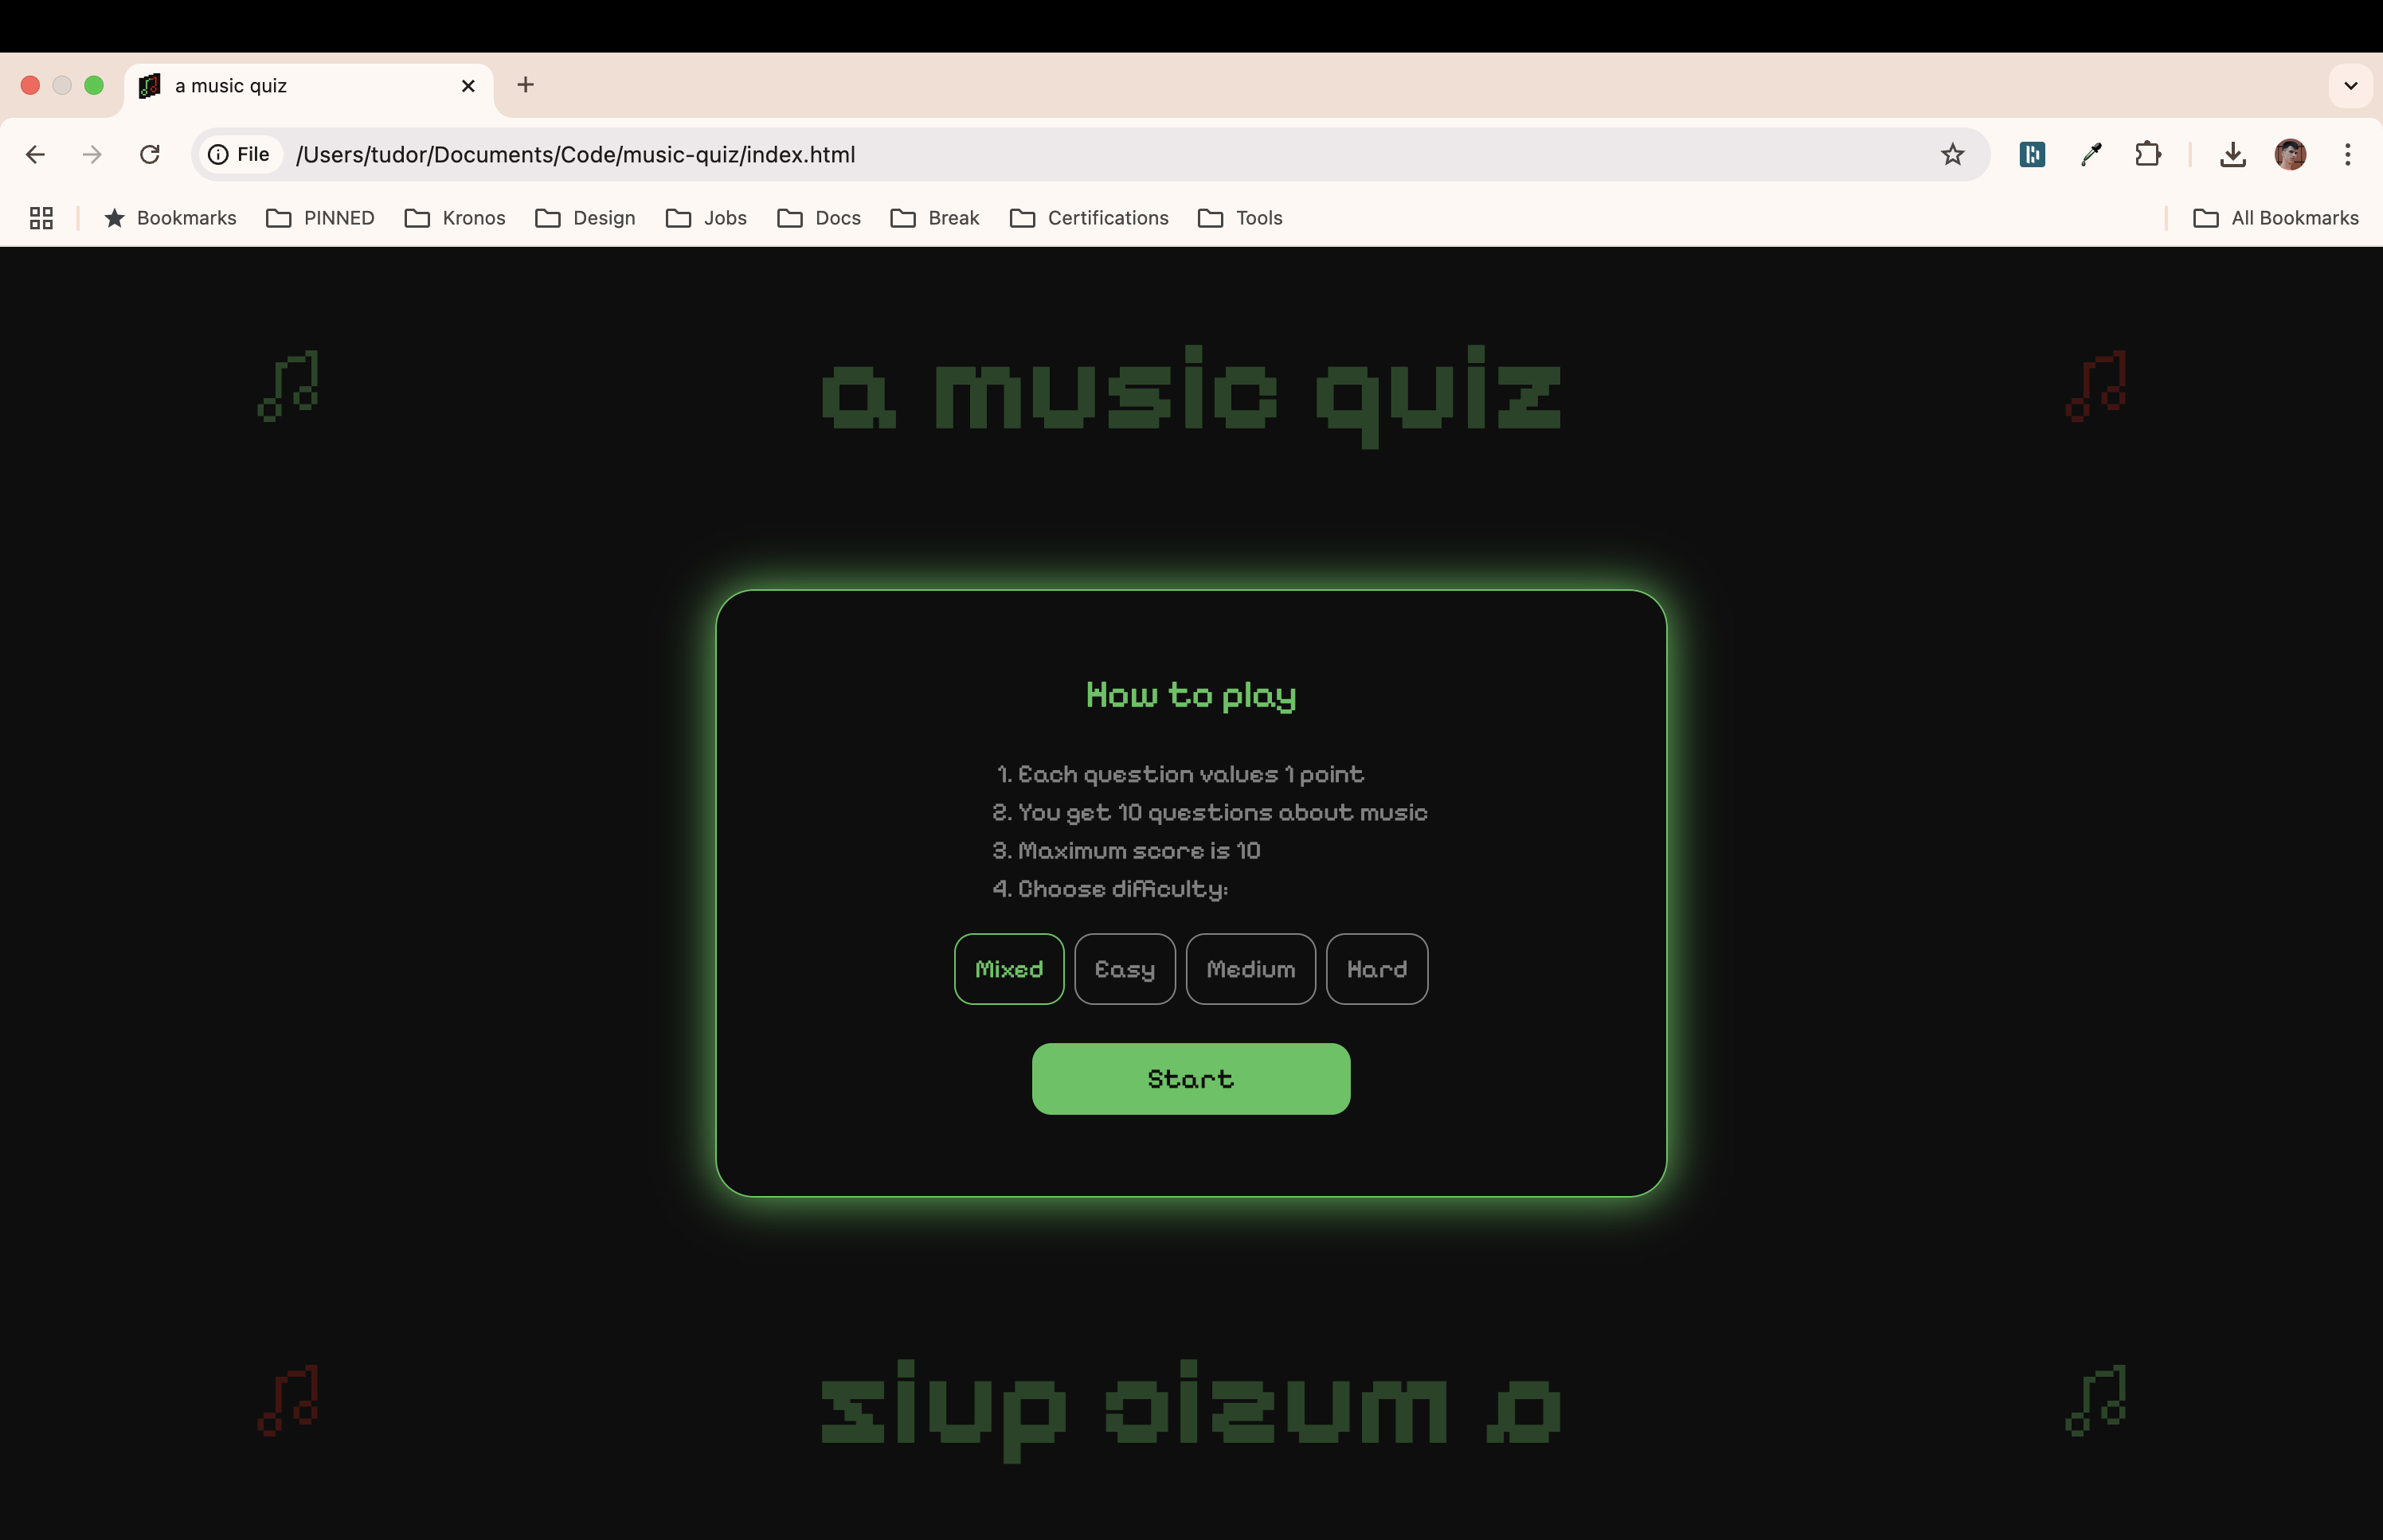 a music quiz
File /Users/tudor/Documents/Code/music-quiz/index.html
Bookmarks PINNED Kronos Design Jobs Docs Break Certifications Tools All Bookmarks
a music quiz
How to play
1. Each question values 1 point
2. You get 10 questions about music
3. Maximum score is 10
4. Choose difficulty:
Mixed Easy Medium Hard
Start
a music quiz